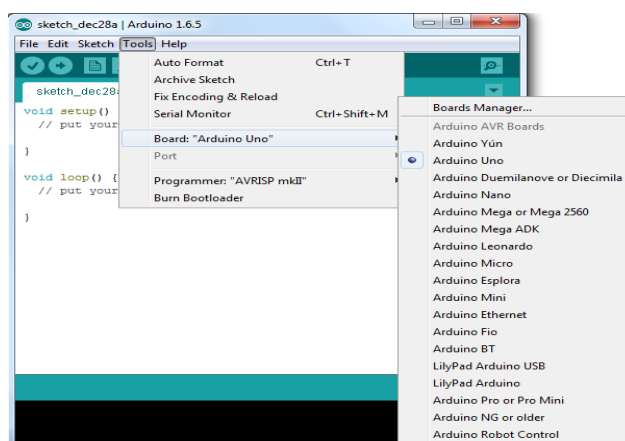 sketch_dec28a | Arduino 1.6.5
File Edit Sketch Tools Help
sketch_dec28
void setup()
// put your
}
void loop() {
// put your
}
Auto Format Ctrl+T
Archive Sketch
Fix Encoding & Reload
Serial Monitor Ctrl+Shift+M
Board: "Arduino Uno"
Port
Programmer: "AVRISP mkII"
Burn Bootloader
Boards Manager...
Arduino AVR Boards
Arduino Yún
Arduino Uno
Arduino Duemilanove or Diecimila
Arduino Nano
Arduino Mega or Mega 2560
Arduino Mega ADK
Arduino Leonardo
Arduino Micro
Arduino Esplora
Arduino Mini
Arduino Ethernet
Arduino Fio
Arduino BT
LilyPad Arduino USB
LilyPad Arduino
Arduino Pro or Pro Mini
Arduino NG or older
Arduino Robot Control